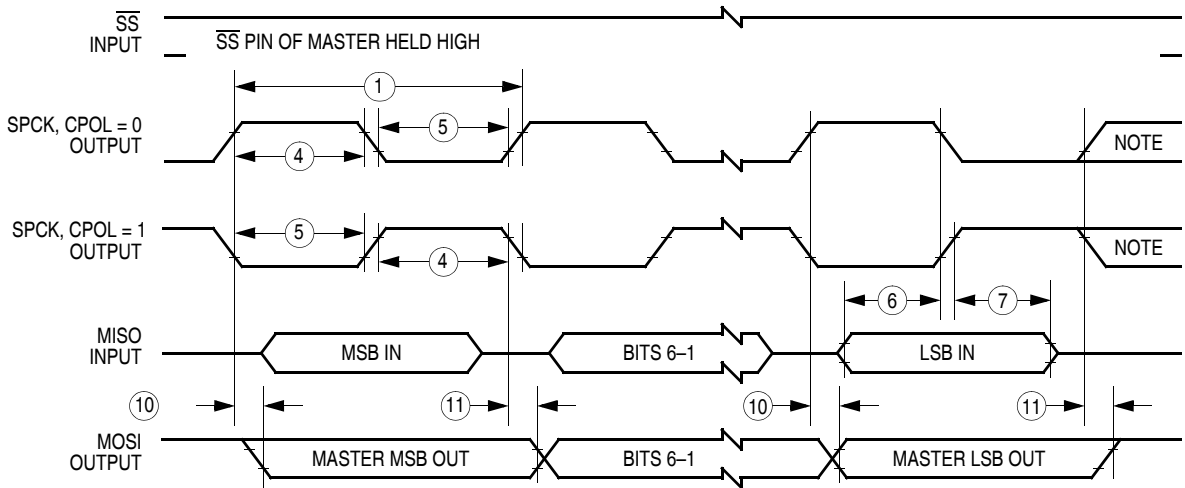 SS
INPUT
SS PIN OF MASTER HELD HIGH
1
SPCK, CPOL = 0
OUTPUT
5
4
NOTE
SPCK, CPOL = 1
OUTPUT
5
4
NOTE
6
7
MISO
INPUT
MSB IN
BITS 6–1
LSB IN
10
11
10
11
MOSI
OUTPUT
MASTER MSB OUT
BITS 6–1
MASTER LSB OUT